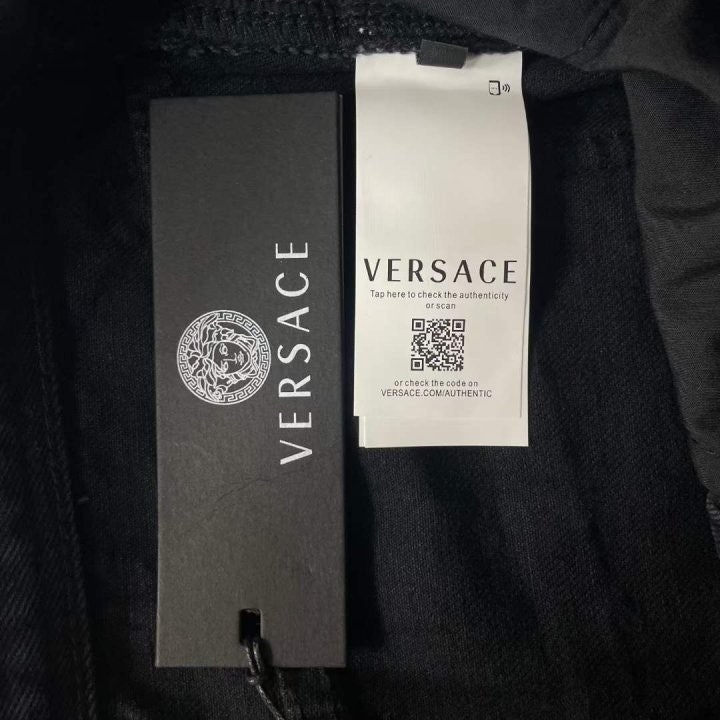 VERSACE
VERSACE
Tap here to check the authenticity
or scan
or check the code on
VERSACE.COM/AUTHENTIC